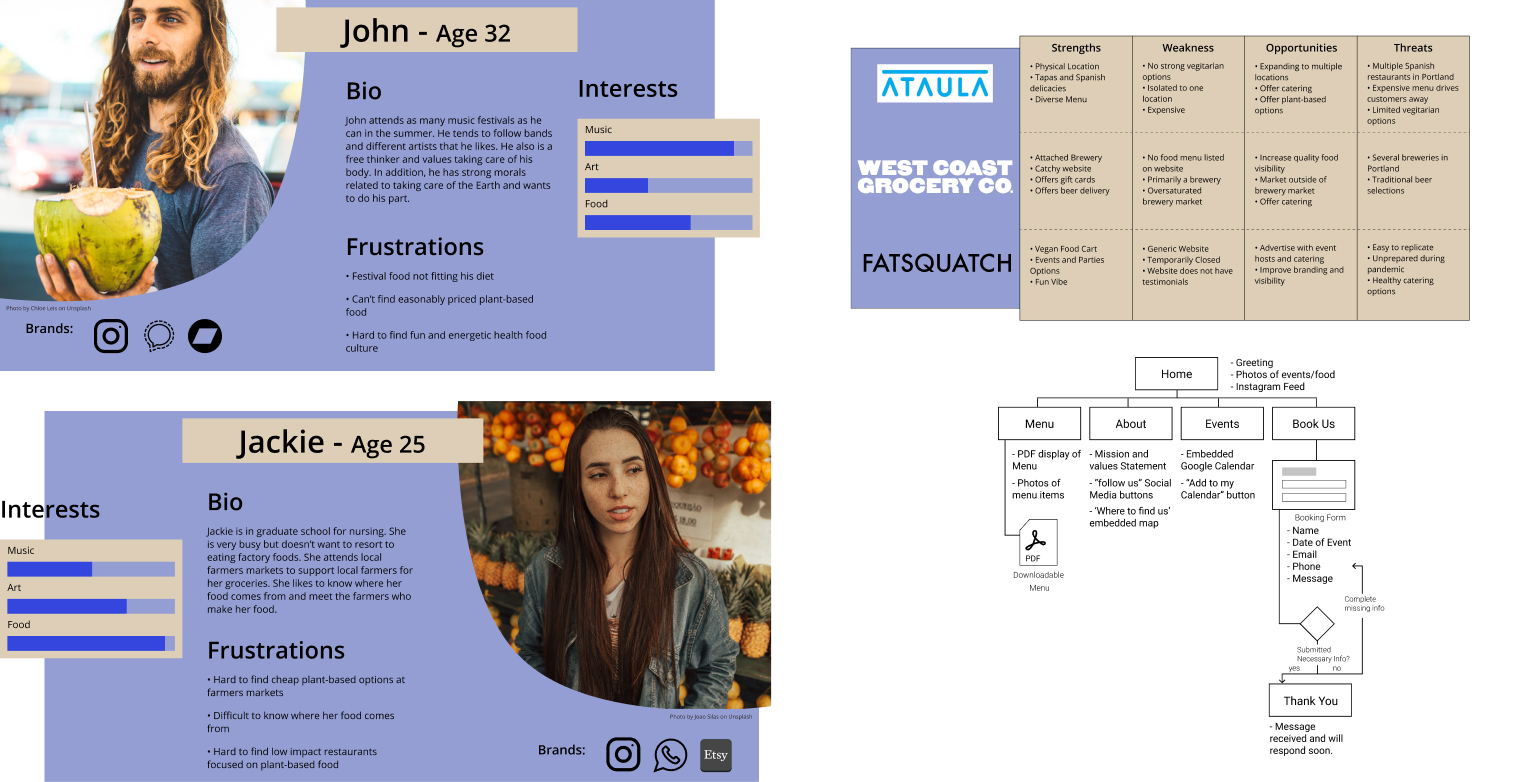 John - Age 32
Bio
John attends as many music festivals as he
can in the summer. He tends to follow bands
and different artists that he likes. He also is a
free thinker and values taking care of his
body. In addition, he has strong morals
related to taking care of the Earth and wants
to do his part.
Frustrations
• Festival food not fitting his diet
• Can't find easonably priced plant-based
food
• Hard to find fun and energetic health food
culture
Interests
Music
Art
Food
Photo by Chloe Leis on Unsplash
Brands:
Jackie - Age 25
Interests
Music
Art
Food
Bio
Jackie is in graduate school for nursing. She
is very busy but doesn't want to resort to
eating factory foods. She attends local
farmers markets to support local farmers for
her groceries. She likes to know where her
food comes from and meet the farmers who
make her food.
Frustrations
• Hard to find cheap plant-based options at
farmers markets
• Difficult to know where her food comes
from
• Hard to find low impact restaurants
focused on plant-based food
Photo by Joao Silas on Unsplash
Brands:
Etsy
Strengths
Weakness
Opportunities
Threats
ATAULA
• Physical Location
• Tapas and Spanish
delicacies
• Diverse Menu
• No strong vegitarian
options
• Isolated to one
location
• Expensive
• Expanding to multiple
locations
• Offer catering
• Offer plant-based
options
• Multiple Spanish
restaurants in Portland
• Expensive menu drives
customers away
• Limited vegitarian
options
WEST COAST
GROCERY CO.
• Attached Brewery
• Catchy website
• Offers gift cards
• Offers beer delivery
• No food menu listed
on website
• Primarily a brewery
• Oversaturated
brewery market
• Increase quality food
visibility
• Market outside of
brewery market
• Offer catering
• Several breweries in
Portland
• Traditional beer
selections
FATSQUATCH
• Vegan Food Cart
• Events and Parties
Options
• Fun Vibe
• Generic Website
• Temporarily Closed
• Website does not have
testimonials
• Advertise with event
hosts and catering
• Improve branding and
visibility
• Easy to replicate
• Unprepared during
pandemic
• Healthy catering
options
Home
- Greeting
- Photos of events/food
- Instagram Feed
Menu
About
Events
Book Us
- PDF display of
Menu
- Photos of
menu items
PDF
Downloadable
Menu
- Mission and
values Statement
- "follow us" Social
Media buttons
- 'Where to find us'
embedded map
- Embedded
Google Calendar
- "Add to my
Calendar" button
Booking Form
- Name
- Date of Event
- Email
- Phone
- Message
Complete
missing info
Submitted
Necessary Info?
yes
no
Thank You
- Message
received and will
respond soon.